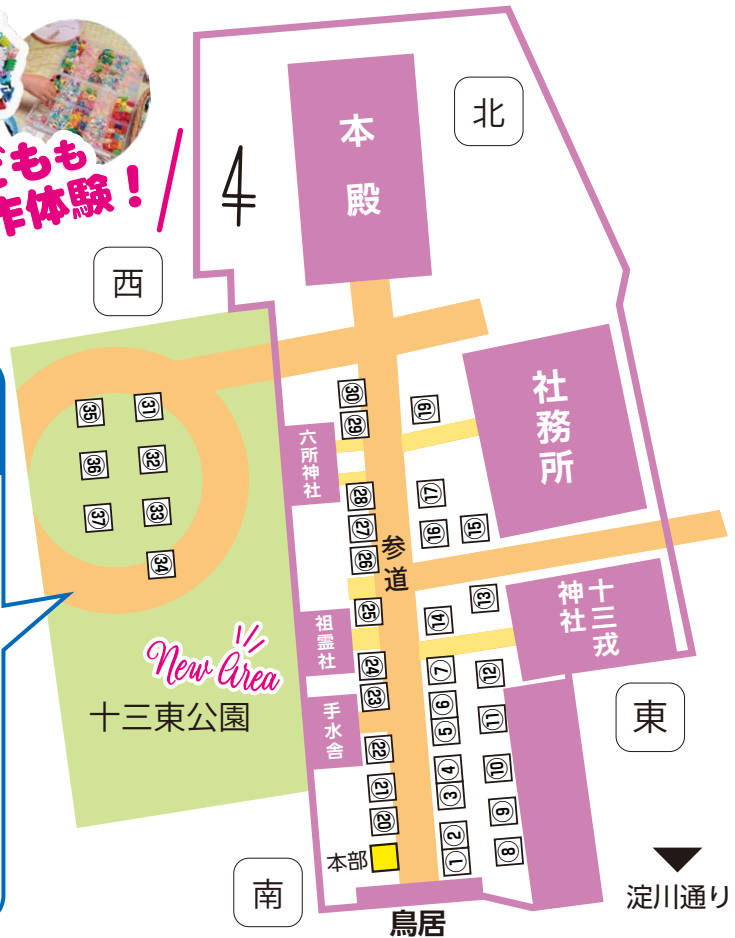 どもも
作体験！
北
本殿
西
社務所
六所神社
参道
十三戎
神社
祖霊社
手水舎
New Area
十三東公園
東
本部
南
鳥居
淀川通り
㉚
⑲
㉙
㉟
㉛
㊱
㉜
㊲
㉝
㉞
㉘
⑰
㉗
⑯
⑮
㉖
㉕
⑬
⑭
㉔
⑦
⑫
㉓
⑥
⑤
⑪
㉒
④
⑩
㉑
③
⑨
⑳
②
①
⑧